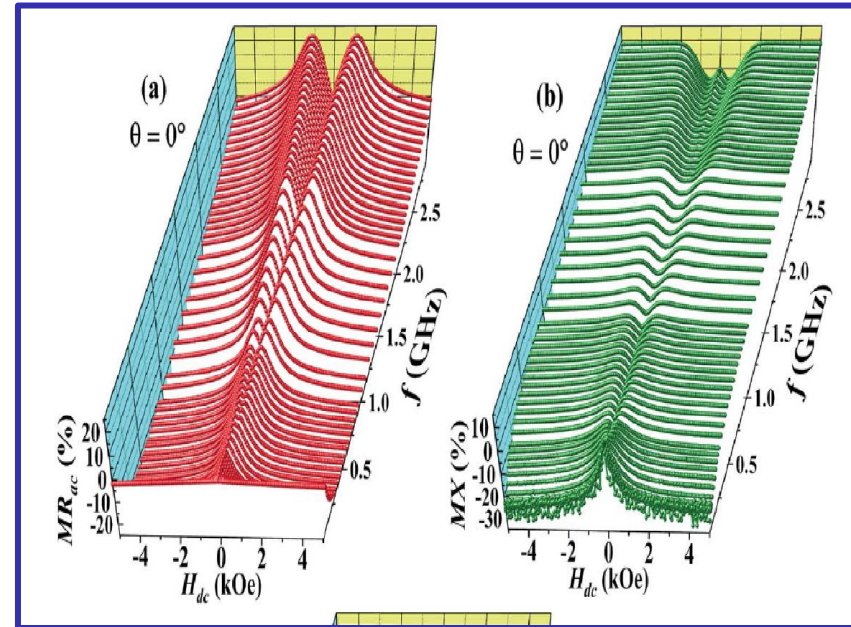 (a)
θ = 0°
2.5
2.0
1.5
1.0
0.5
f (GHz)
20
10
0
-10
-20
MR_ac (%)
-4 -2 0 2 4
H_dc (kOe)
(b)
θ = 0°
2.5
2.0
1.5
1.0
0.5
f (GHz)
10
0
-10
-20
-30
MX (%)
-4 -2 0 2 4
H_dc (kOe)